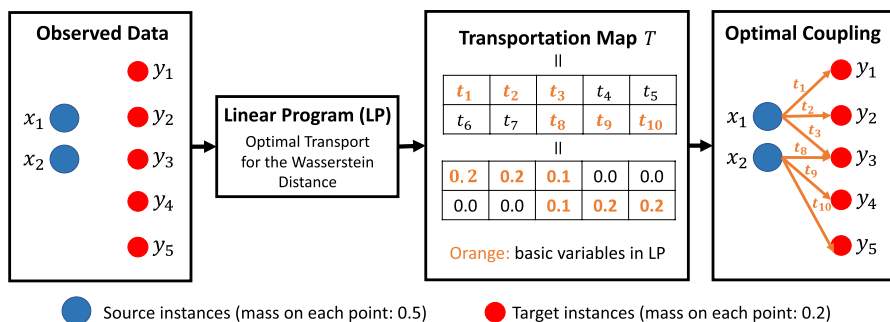 Observed Data
y₁
y₂
y₃
y₄
y₅
x₁
x₂
Linear Program (LP)
Optimal Transport
for the Wasserstein
Distance
Transportation Map T
=
t₁ t₂ t₃ t₄ t₅
t₆ t₇ t₈ t₉ t₁₀
=
0.2 0.2 0.1 0.0 0.0
0.0 0.0 0.1 0.2 0.2
Orange: basic variables in LP
Optimal Coupling
x₁
x₂
t₁
t₂
t₃
t₈
t₉
t₁₀
y₁
y₂
y₃
y₄
y₅
Source instances (mass on each point: 0.5)
Target instances (mass on each point: 0.2)